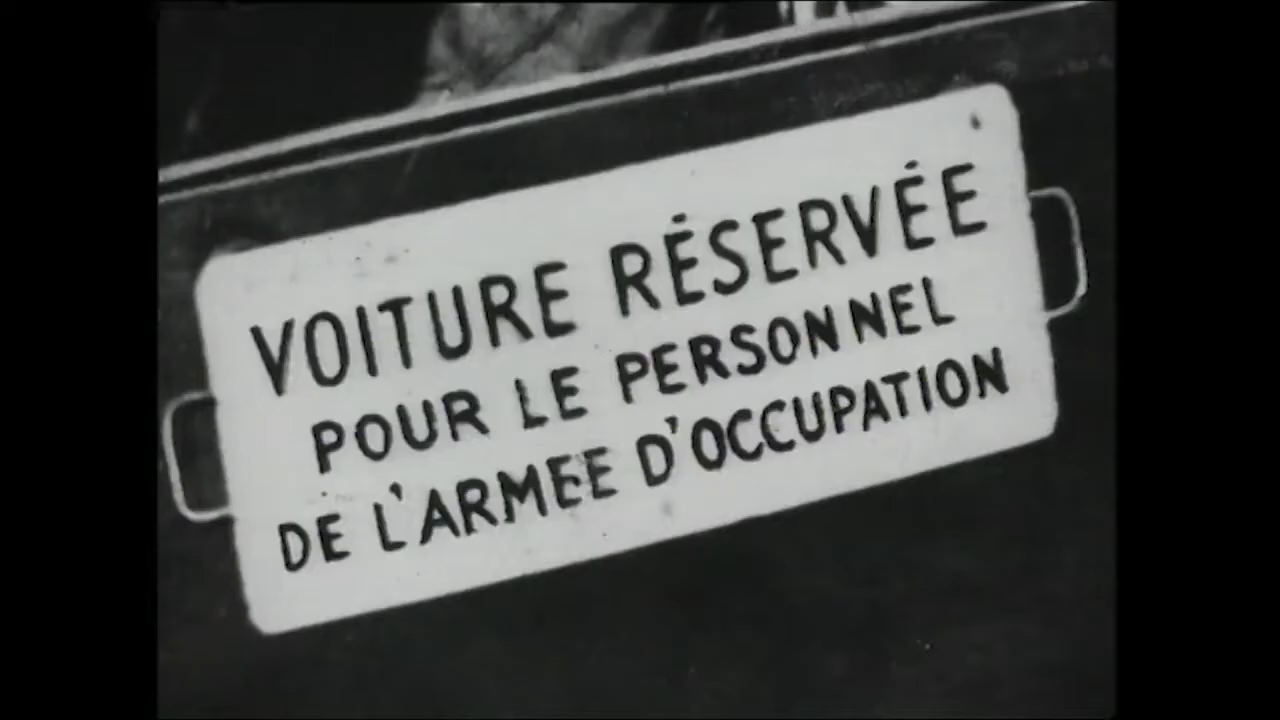 VOITURE RÉSERVÉE
POUR LE PERSONNEL
DE L'ARMEE D'OCCUPATION